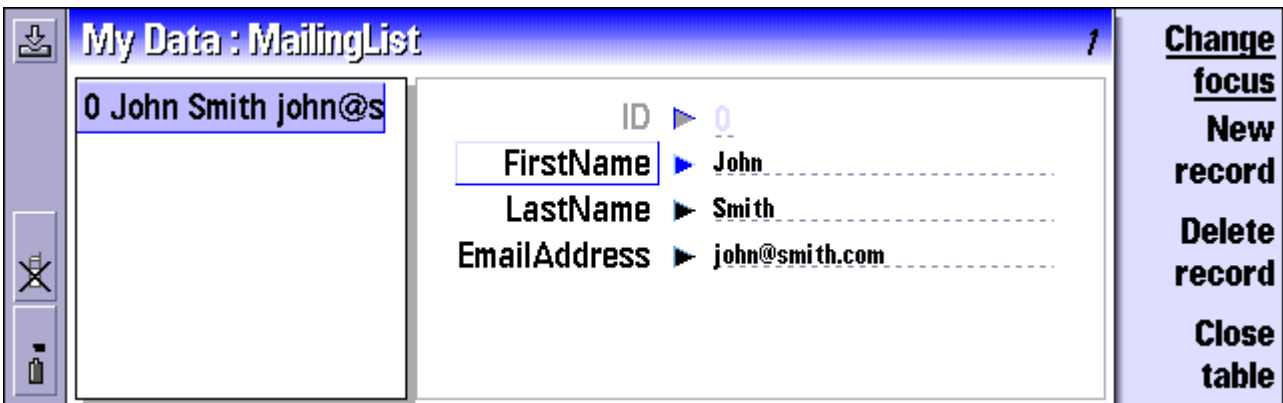 My Data : MailingList 1
0 John Smith john@s
ID 0
FirstName John
LastName Smith
EmailAddress john@smith.com
Change
focus
New
record
Delete
record
Close
table